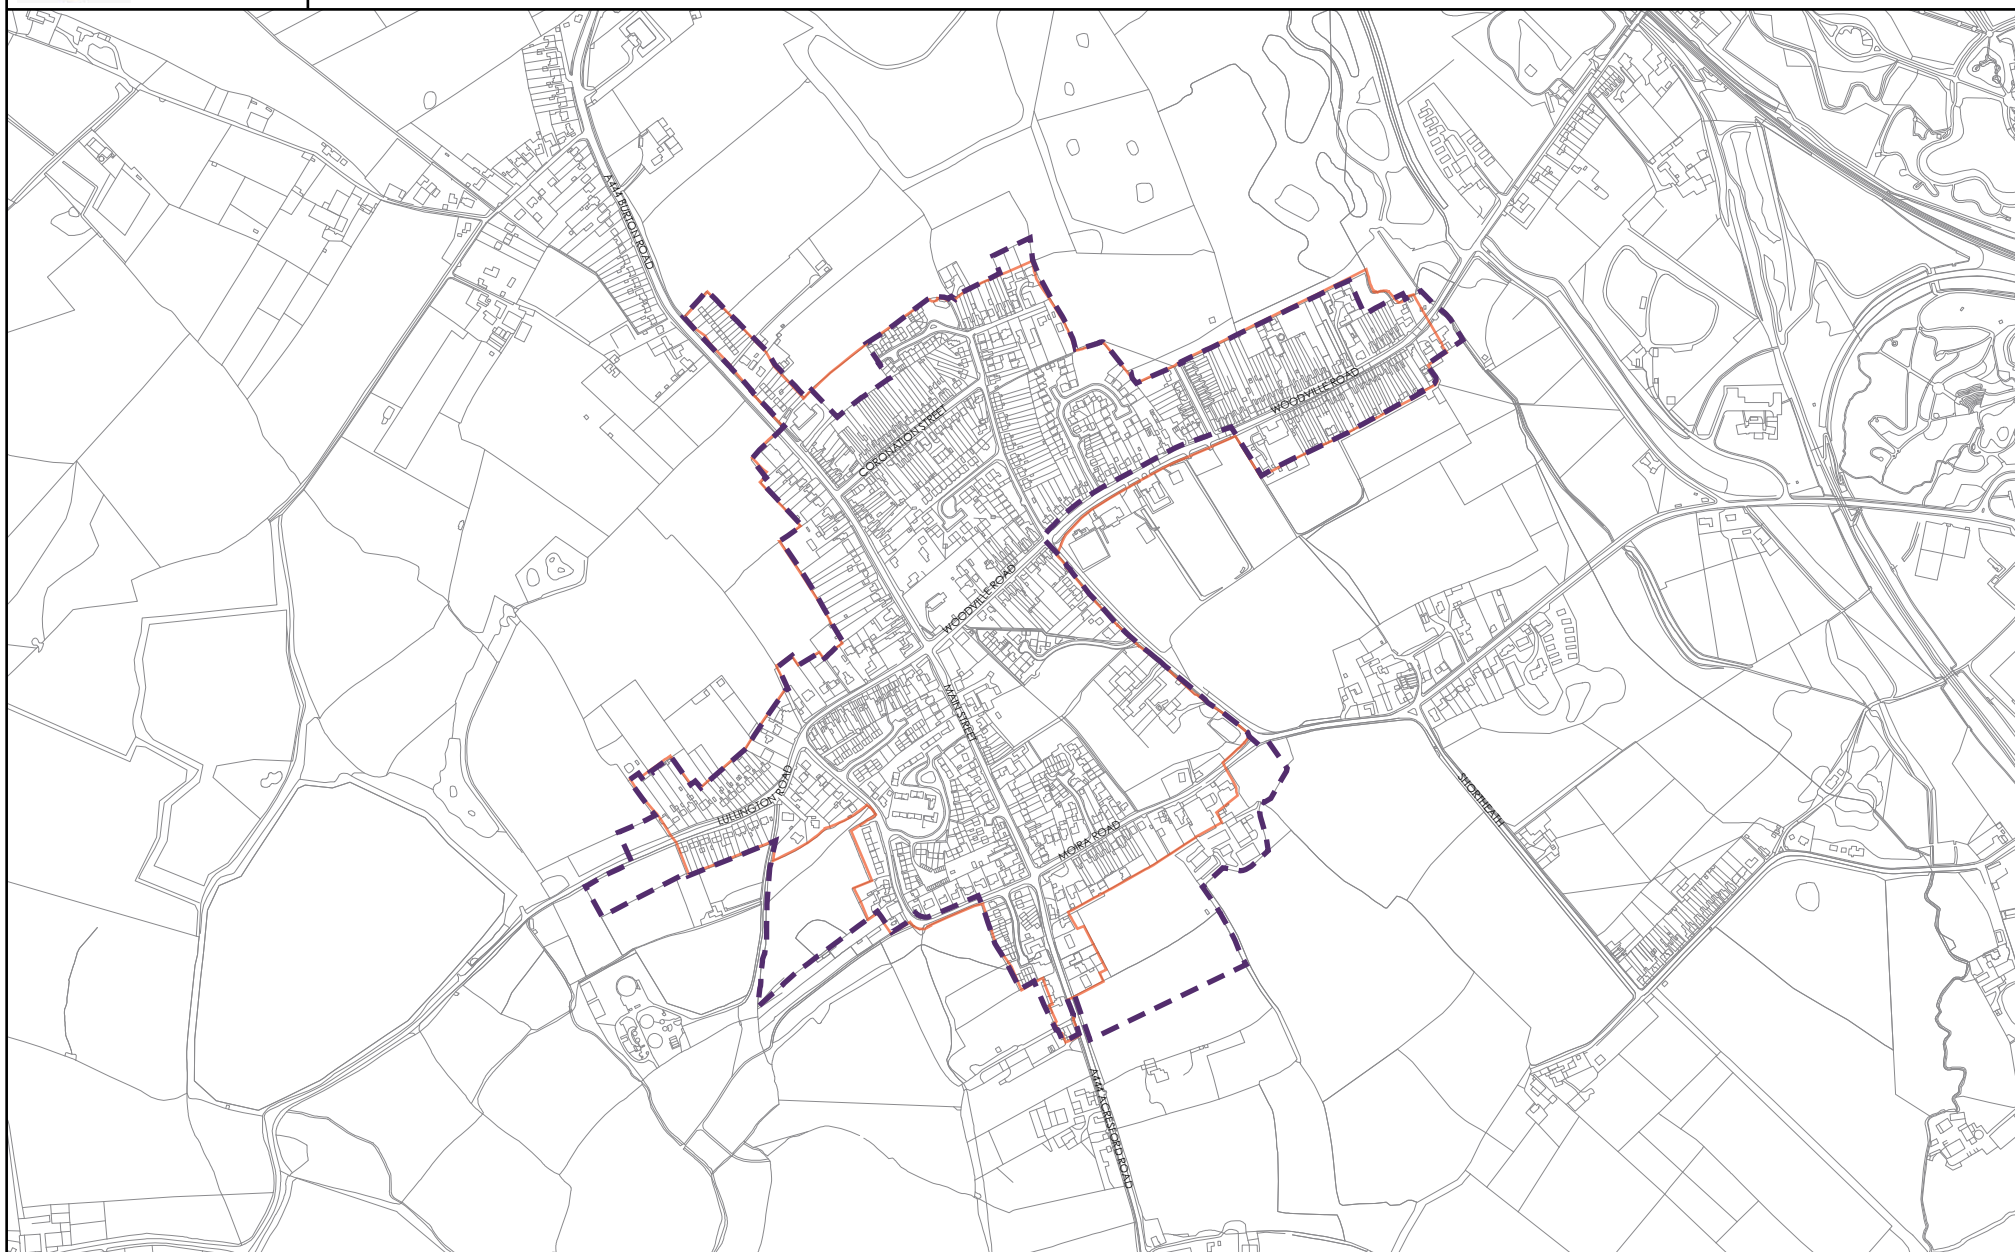 A444 BURTON ROAD
WOODVILLE ROAD
CORONATION STREET
WOODVILLE ROAD
MAIN STREET
LULLINGTON ROAD
SHORTHEATH
MOIRA ROAD
A444 ACRESFORD ROAD